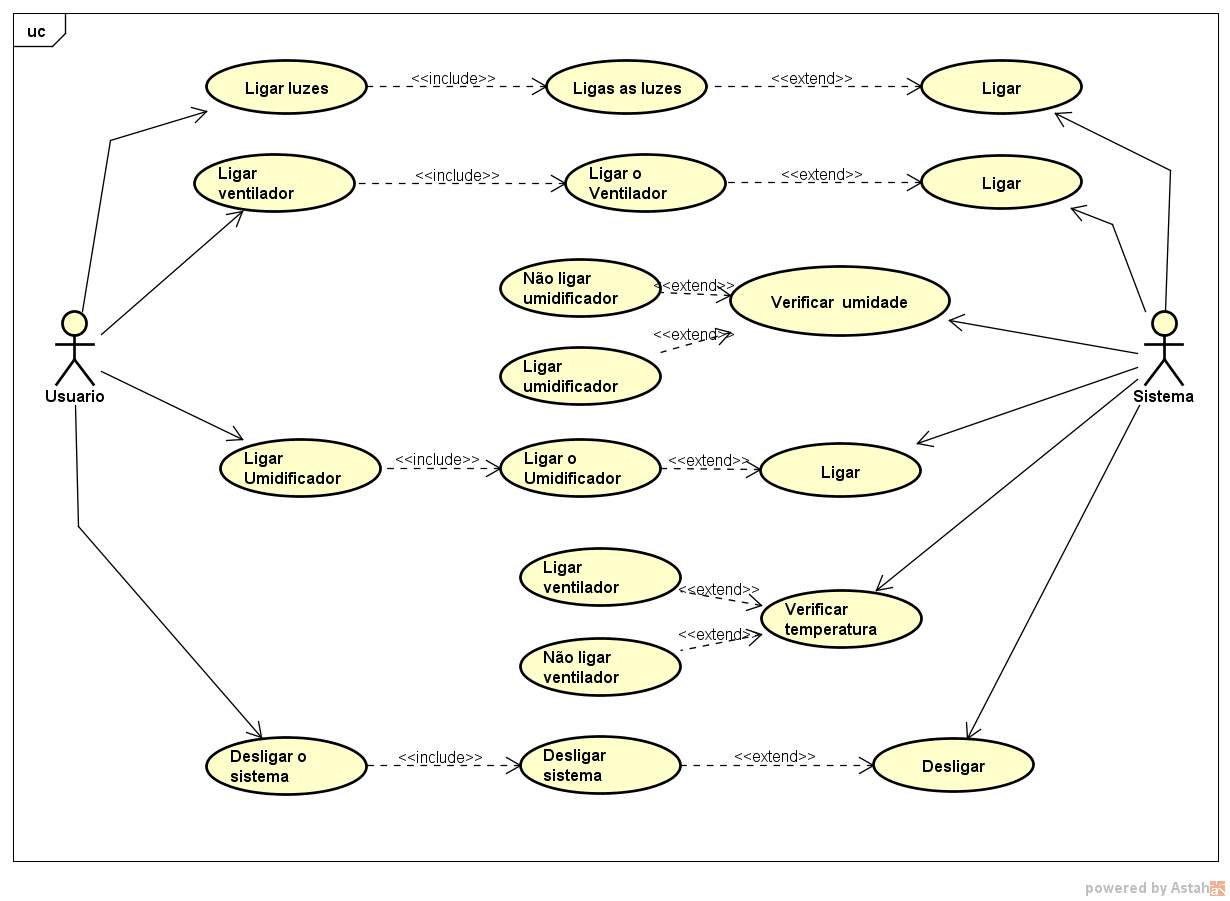 uc
Ligar luzes
<<include>>
Ligas as luzes
<<extend>>
Ligar
Ligar
ventilador
<<include>>
Ligar o
Ventilador
<<extend>>
Ligar
Não ligar
umidificador
<<extend>>
Verificar umidade
<<extend>>
Ligar
umidificador
Usuario
Sistema
Ligar
Umidificador
<<include>>
Ligar o
Umidificador
<<extend>>
Ligar
Ligar
ventilador
<<extend>>
Verificar
temperatura
<<extend>>
Não ligar
ventilador
Desligar o
sistema
<<include>>
Desligar
sistema
<<extend>>
Desligar
powered by Astah